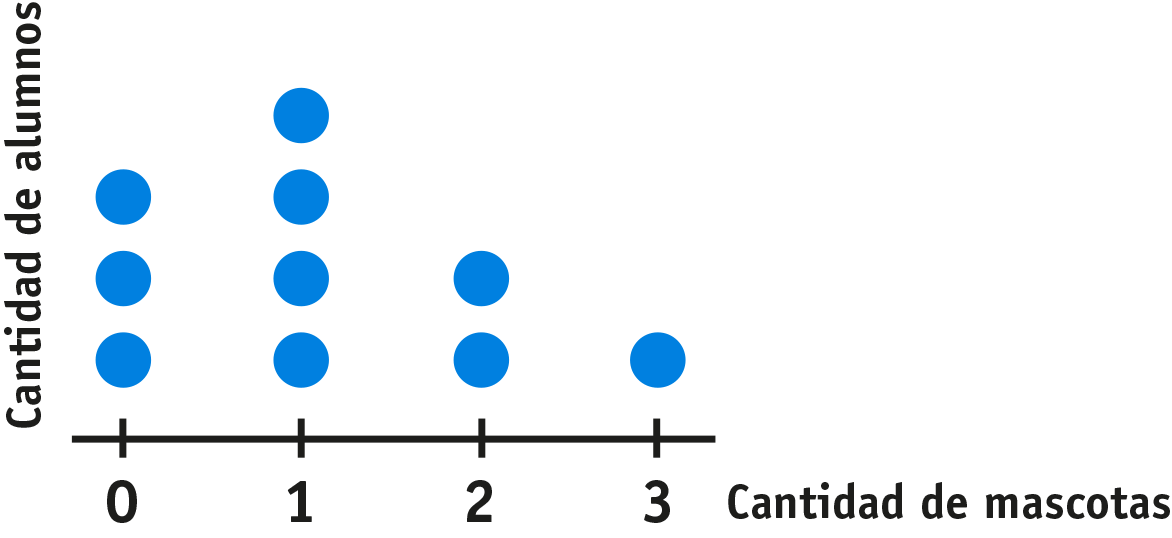 Cantidad de alumnos
0 1 2 3 Cantidad de mascotas